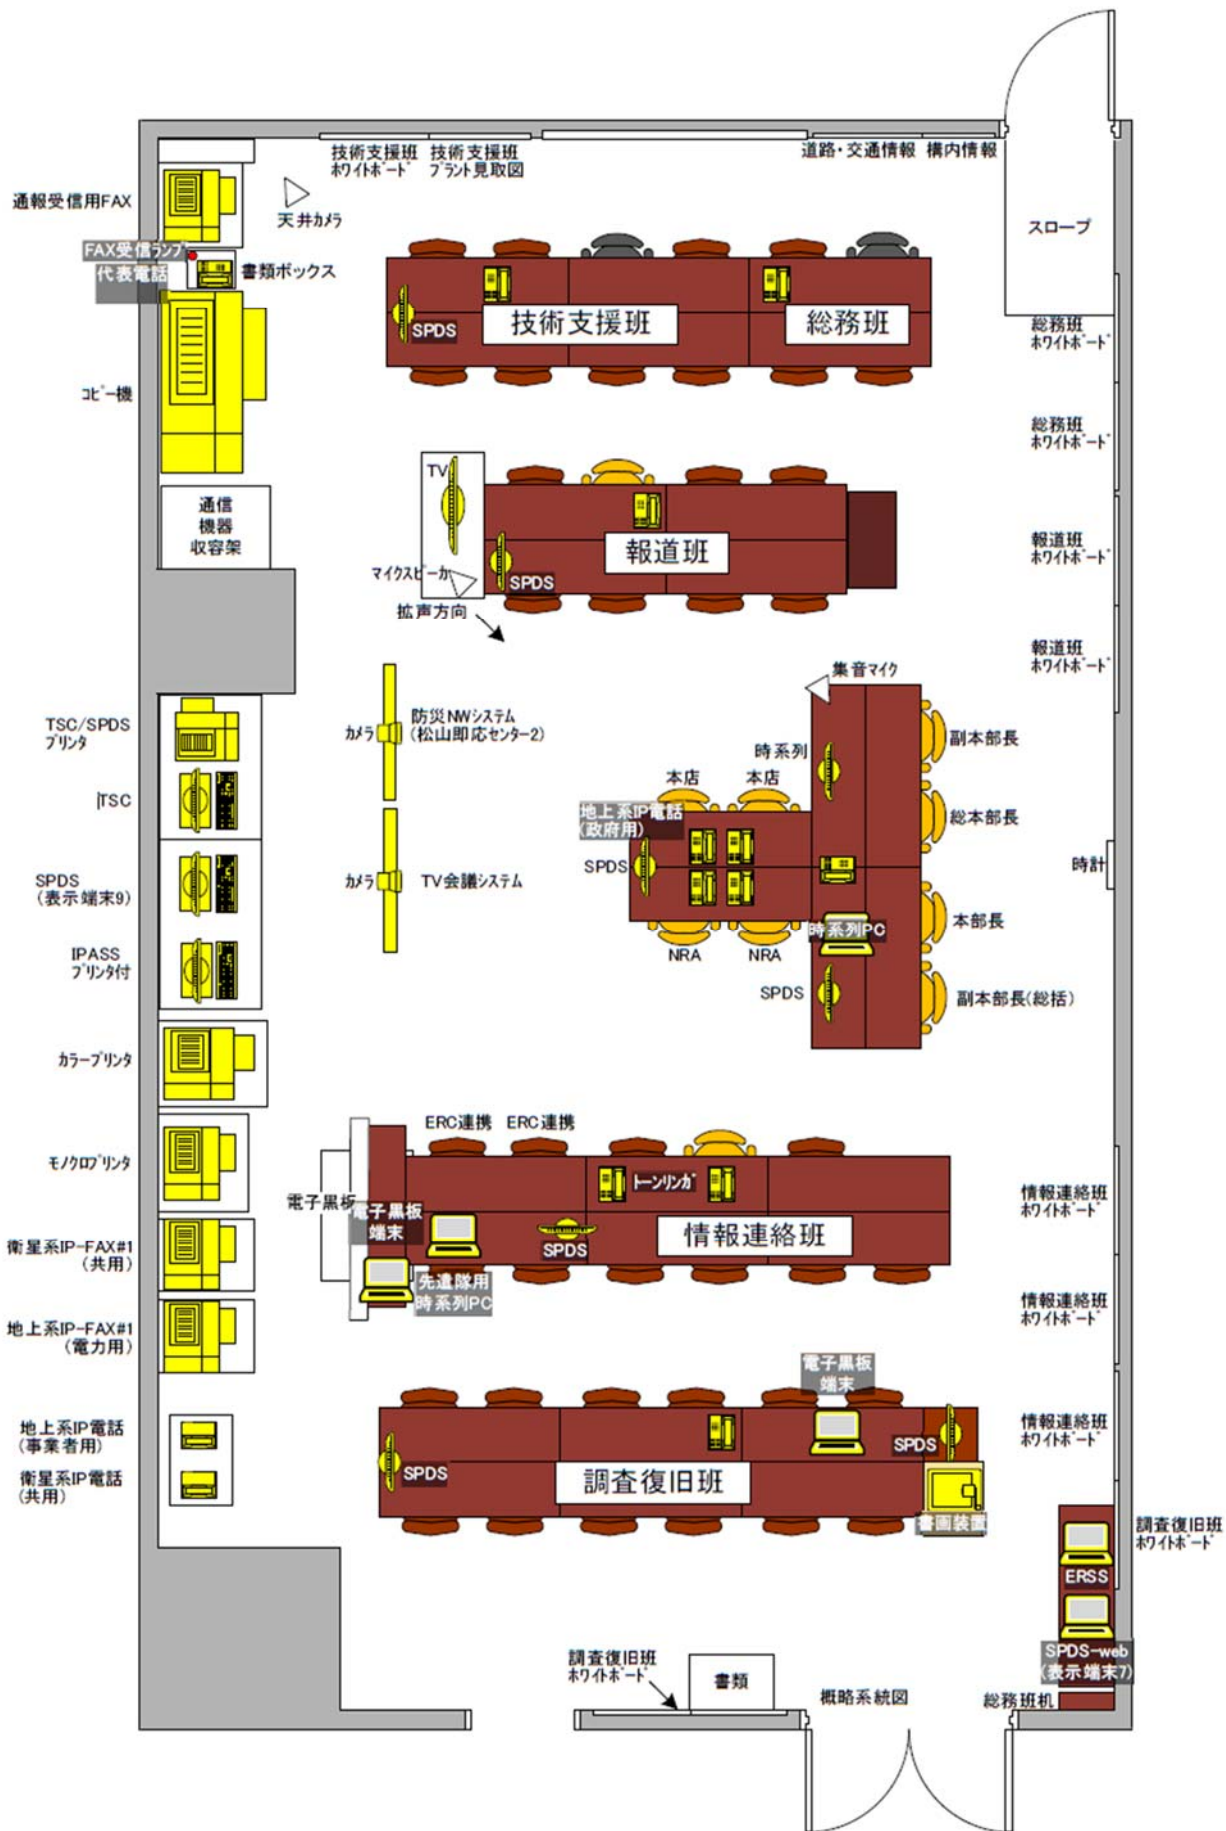 技術支援班
ホワイトボード
技術支援班
プラント見取図
道路・交通情報
構内情報
通報受信用FAX
天井カメラ
スロープ
FAX受信ランプ
代表電話
書類ボックス
SPDS
技術支援班
総務班
総務班
ホワイトボード
コピー機
総務班
ホワイトボード
TV
通信
機器
収容架
報道班
報道班
ホワイトボード
マイクスピーカ
SPDS
拡声方向
報道班
ホワイトボード
集音マイク
TSC/SPDS
プリンタ
カメラ
防災NWシステム
(松山即応センター2)
時系列
副本部長
本店
本店
TSC
地上系IP電話
(政府用)
総本部長
SPDS
(表示端末9)
カメラ
TV会議システム
SPDS
時計
時系列PC
本部長
NRA
NRA
IPASS
プリンタ付
SPDS
副本部長(総括)
カラープリンタ
ERC連携
ERC連携
モノクロプリンタ
電子黒板
トーンリンガ
電子黒板
端末
SPDS
情報連絡班
情報連絡班
ホワイトボード
衛星系IP-FAX#1
(共用)
先遣隊用
時系列PC
情報連絡班
ホワイトボード
地上系IP-FAX#1
(電力用)
電子黒板
端末
地上系IP電話
(事業者用)
SPDS
情報連絡班
ホワイトボード
衛星系IP電話
(共用)
SPDS
調査復旧班
書画装置
調査復旧班
ホワイトボード
ERSS
SPDS-web
(表示端末7)
調査復旧班
ホワイトボード
書類
概略系統図
総務班机